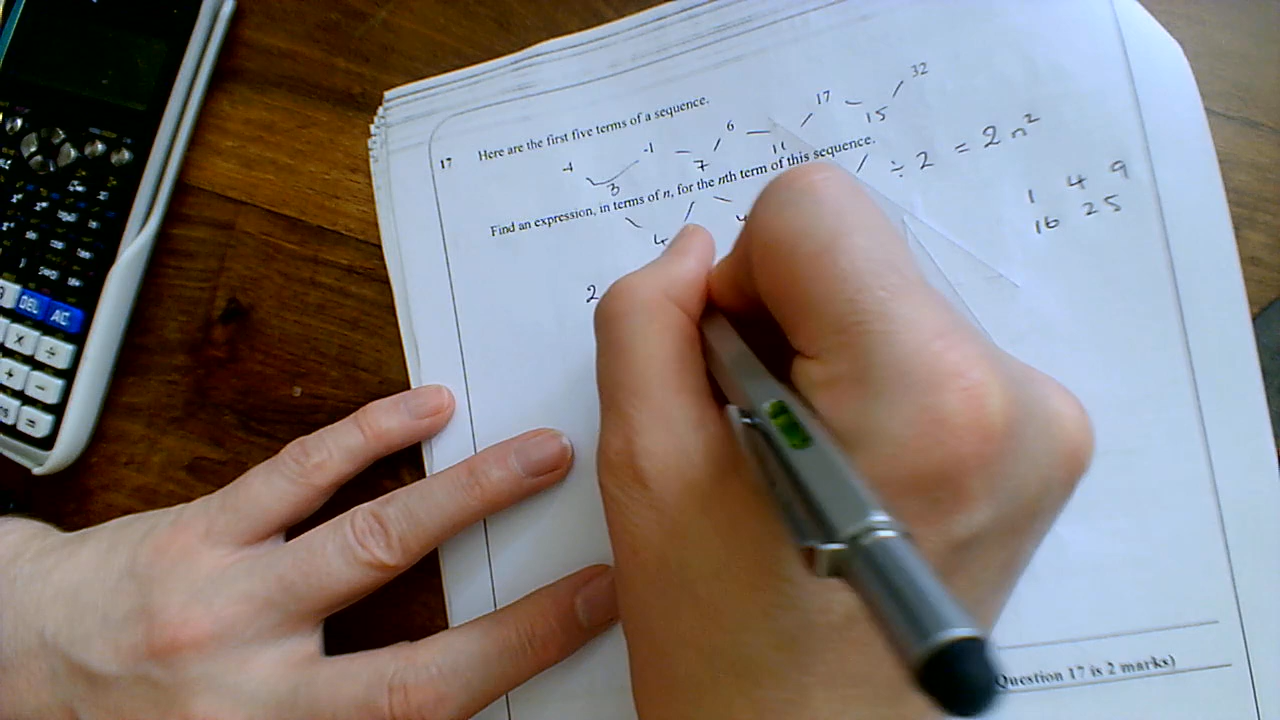 17 Here are the first five terms of a sequence.
-4 -1 6 17 32
3 7 11 15
Find an expression, in terms of n, for the nth term of this sequence.
4 4 ÷ 2 = 2n²
1 4 9
16 25
2
DEL AC
× ÷
+ −
=
Question 17 is 2 marks)